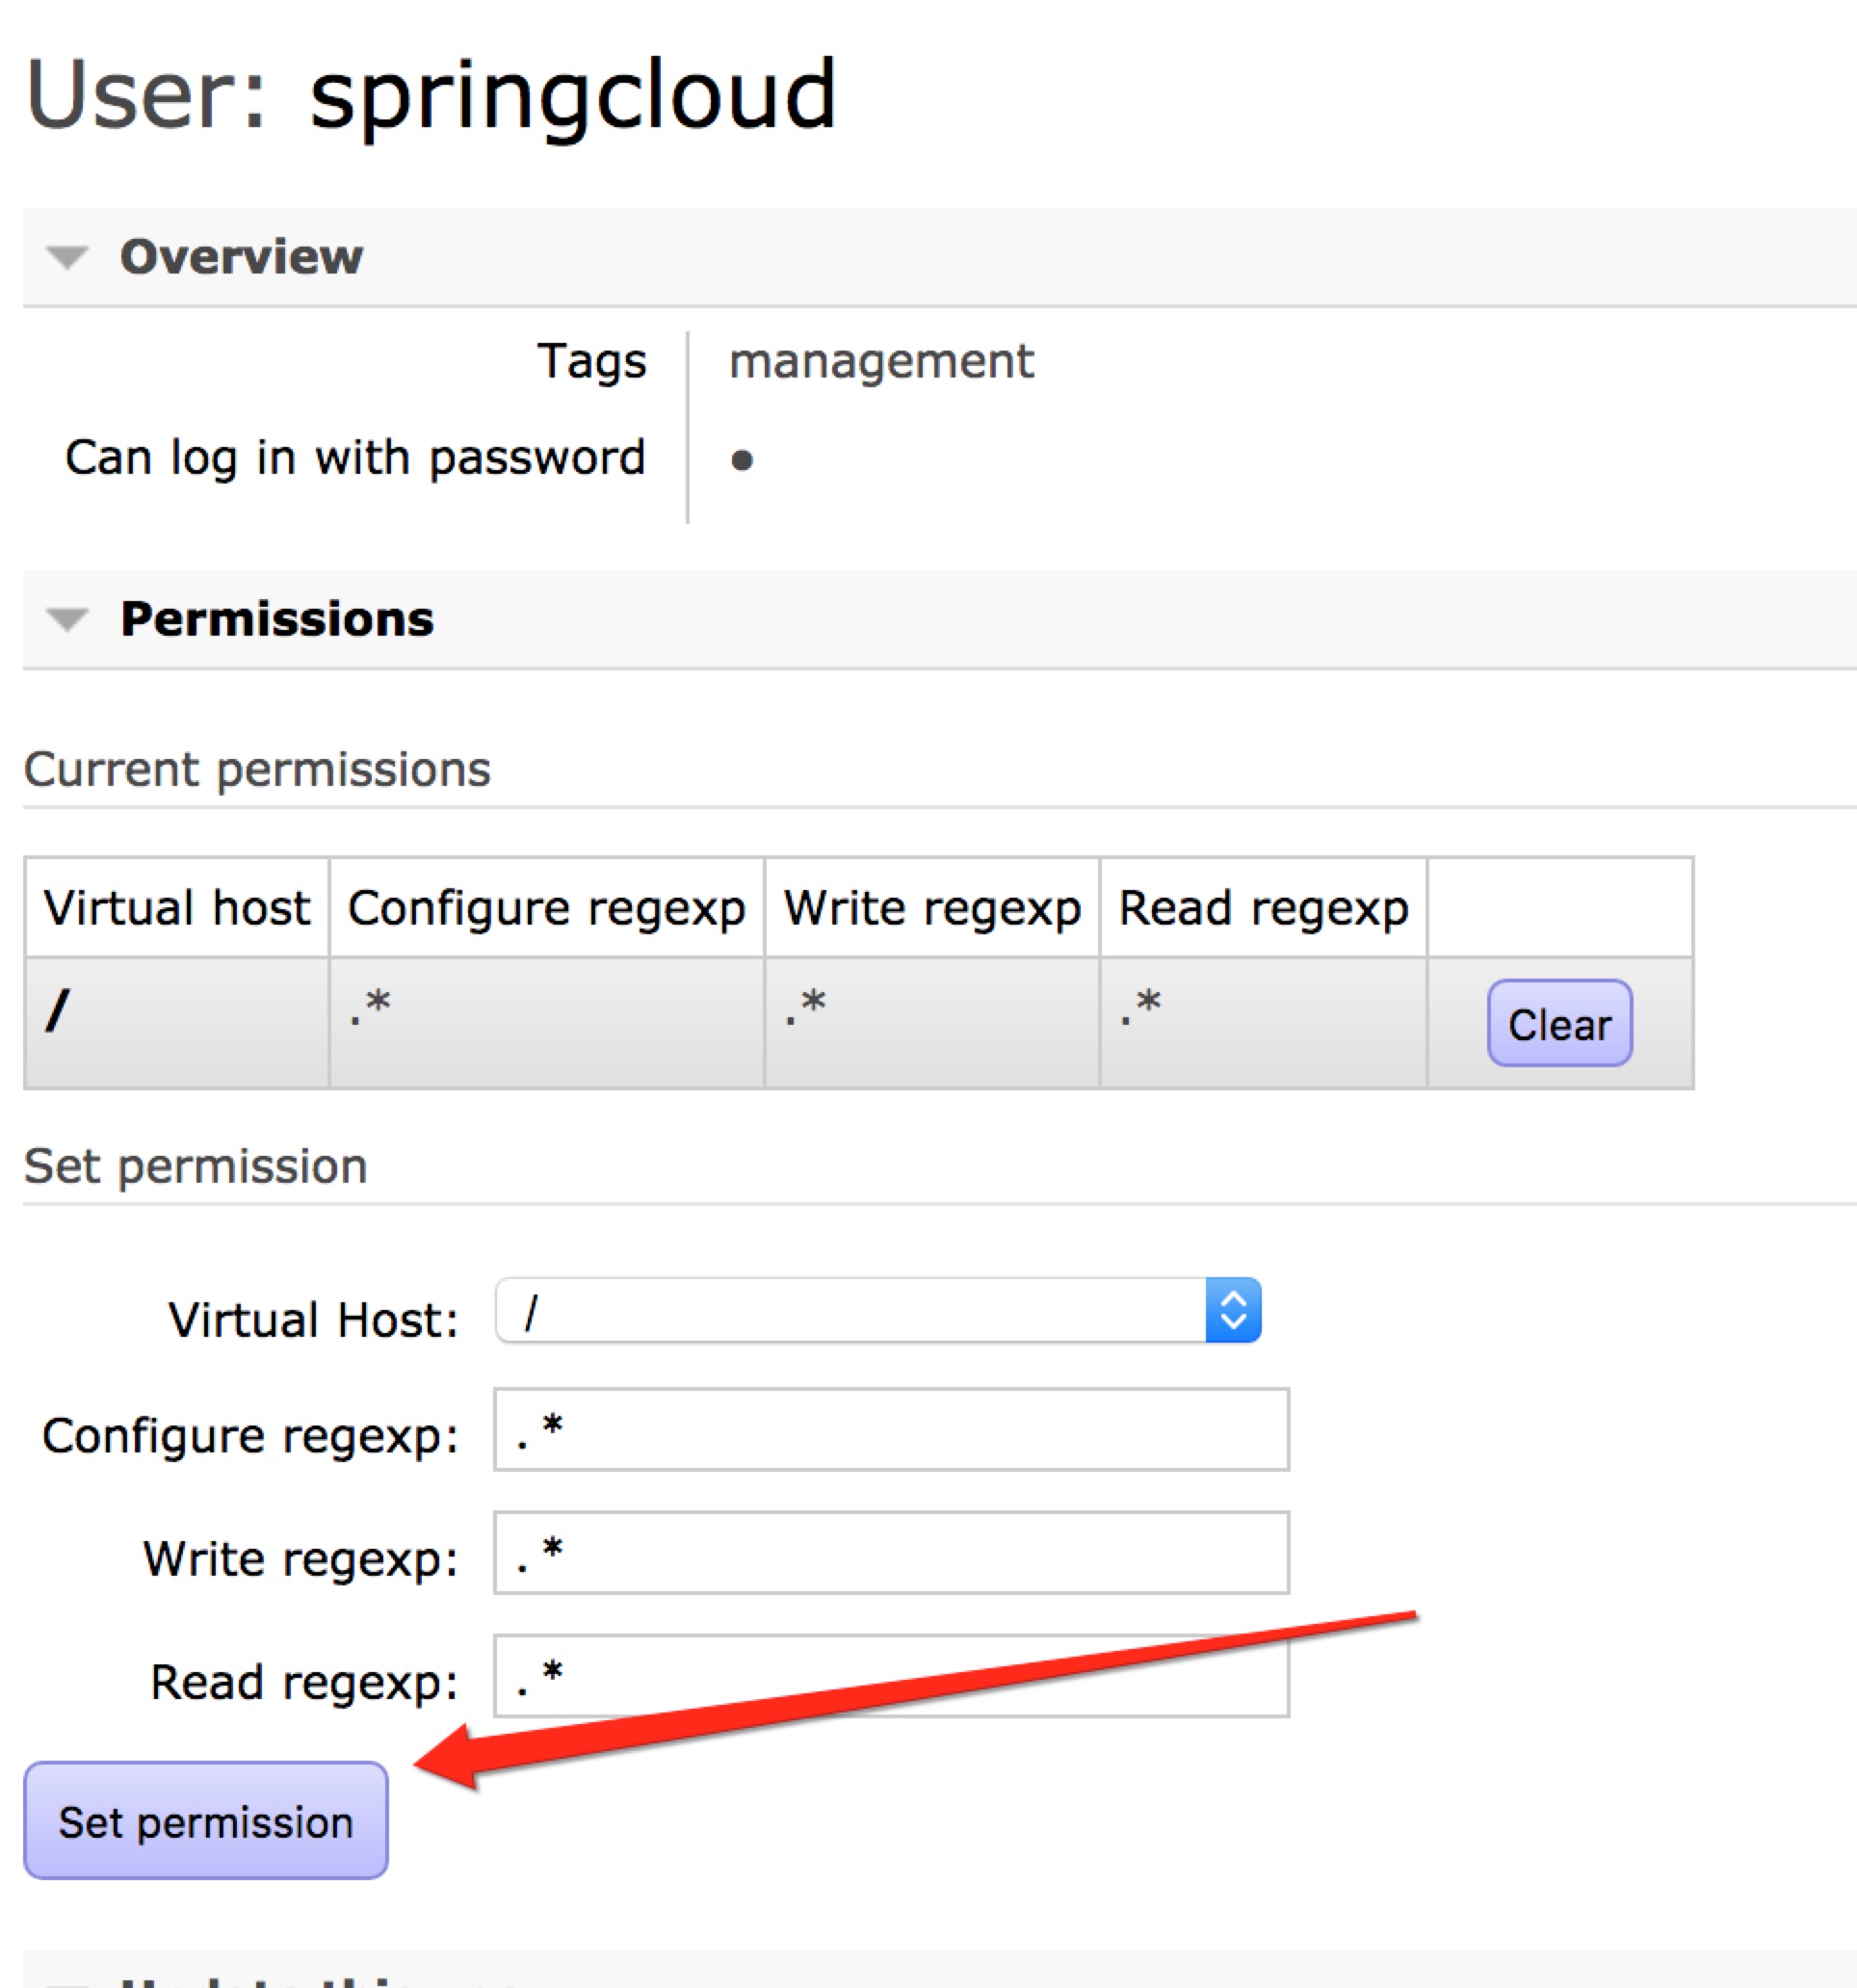 User: springcloud
Overview
Tags management
Can log in with password •
Permissions
Current permissions
Virtual host Configure regexp Write regexp Read regexp
/ .* .* .* Clear
Set permission
Virtual Host: /
Configure regexp: .*
Write regexp: .*
Read regexp: .*
Set permission